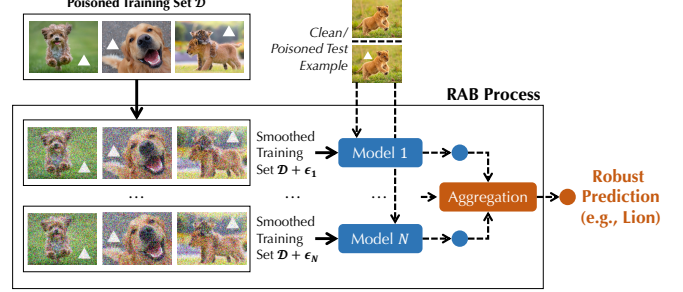 Poisoned Training Set 𝒟
Clean/
Poisoned Test
Example
RAB Process
Smoothed
Training
Set 𝒟 + ϵ₁
Model 1
...
...
...
Aggregation
Robust
Prediction
(e.g., Lion)
Smoothed
Training
Set 𝒟 + ϵ_N
Model N